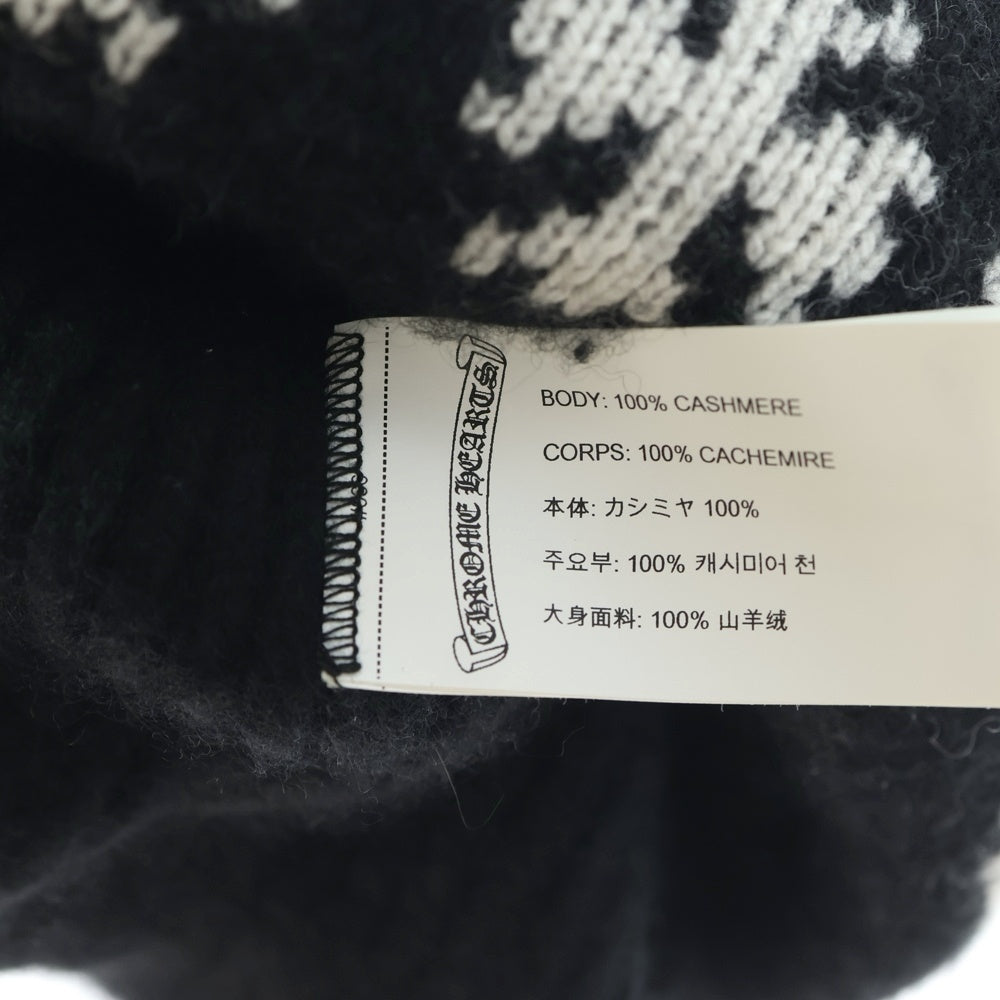 CHROME HEARTS
BODY: 100% CASHMERE
CORPS: 100% CACHEMIRE
本体: カシミヤ 100%
주요부: 100% 캐시미어 천
大身面料: 100% 山羊绒